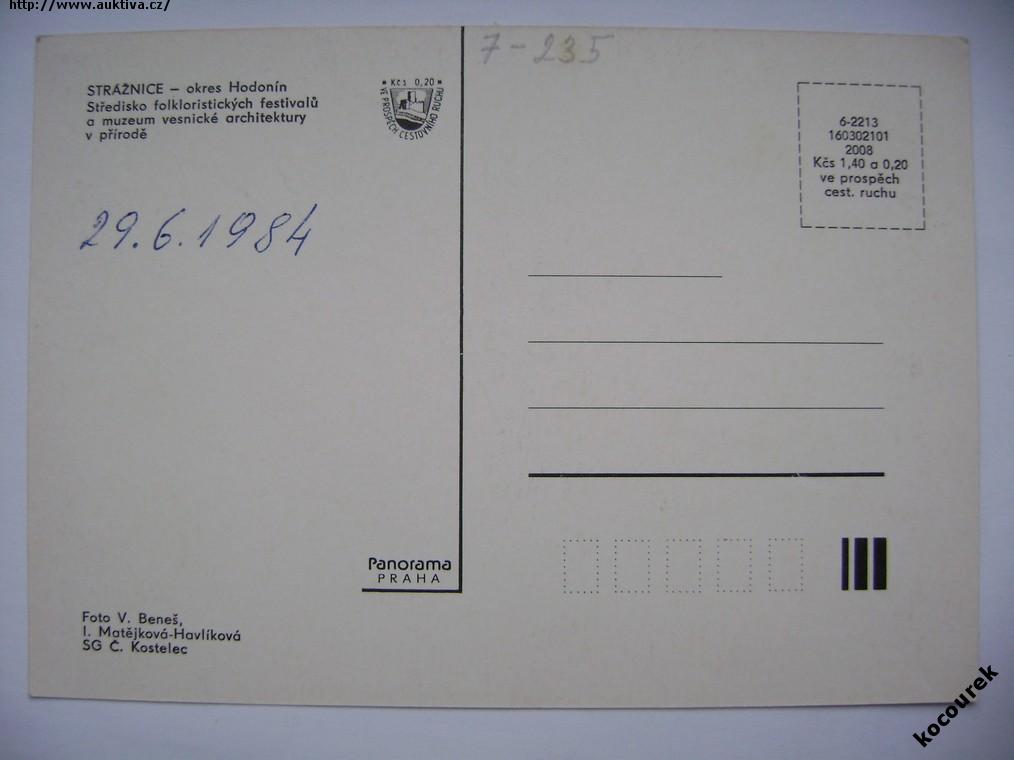 http://www.auktiva.cz/
7-235
STRÁŽNICE – okres Hodonín
Středisko folkloristických festivalů
a muzeum vesnické architektury
v přírodě
Kčs 0,20
VE PROSPĚCH CESTOVNÍHO RUCHU
6-2213
160302101
2008
Kčs 1,40 a 0,20
ve prospěch
cest. ruchu
29.6.1984
Panorama
PRAHA
Foto V. Beneš,
I. Matějková-Havlíková
SG Č. Kostelec
kocourek